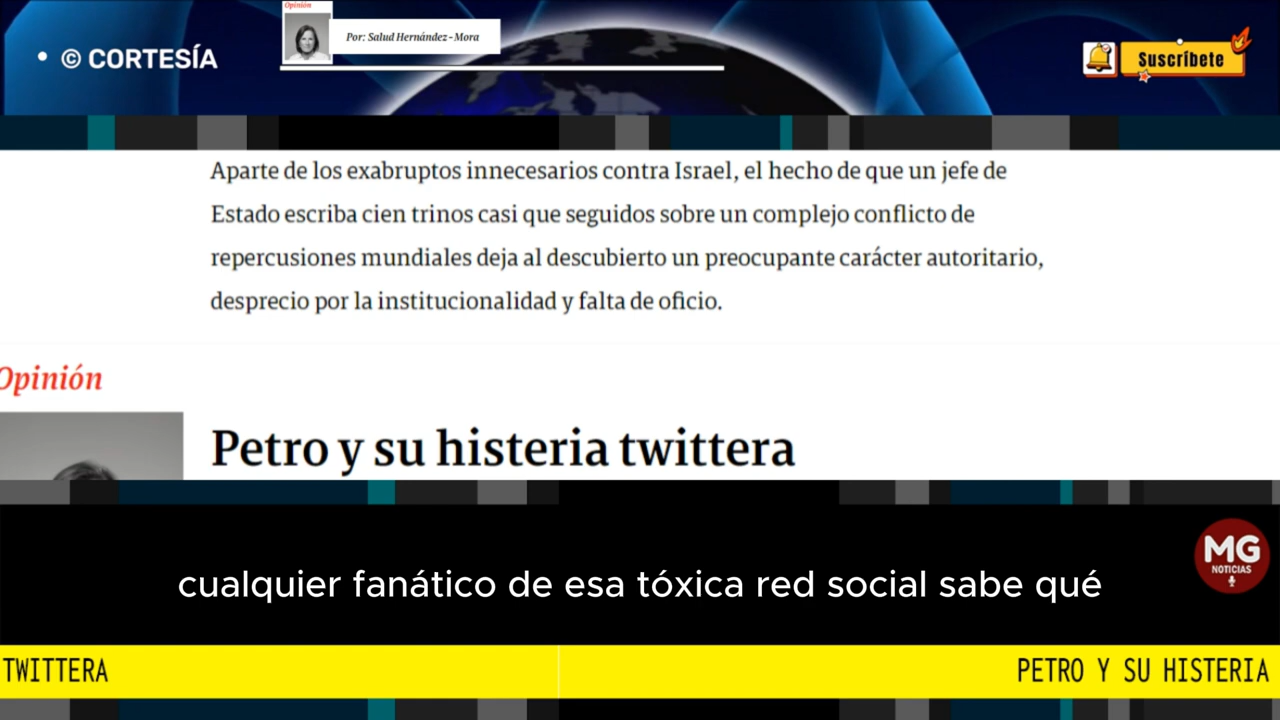 Opinión
Por: Salud Hernández-Mora
• © CORTESÍA
Suscríbete
Aparte de los exabruptos innecesarios contra Israel, el hecho de que un jefe de
Estado escriba cien trinos casi que seguidos sobre un complejo conflicto de
repercusiones mundiales deja al descubierto un preocupante carácter autoritario,
desprecio por la institucionalidad y falta de oficio.
Opinión
Petro y su histeria twittera
MG
NOTICIAS
cualquier fanático de esa tóxica red social sabe qué
TWITTERA
PETRO Y SU HISTERIA